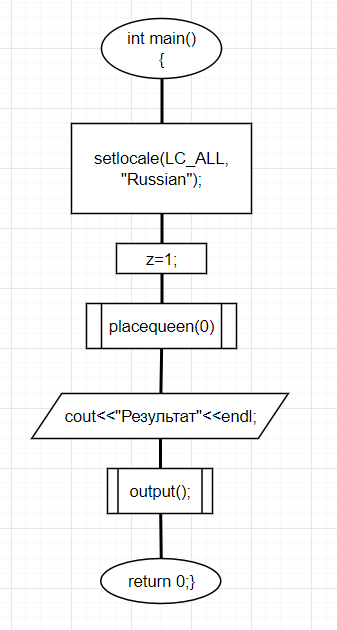 int main()
{
setlocale(LC_ALL,
"Russian");
z=1;
placequeen(0)
cout<<"Результат"<<endl;
output();
return 0;}